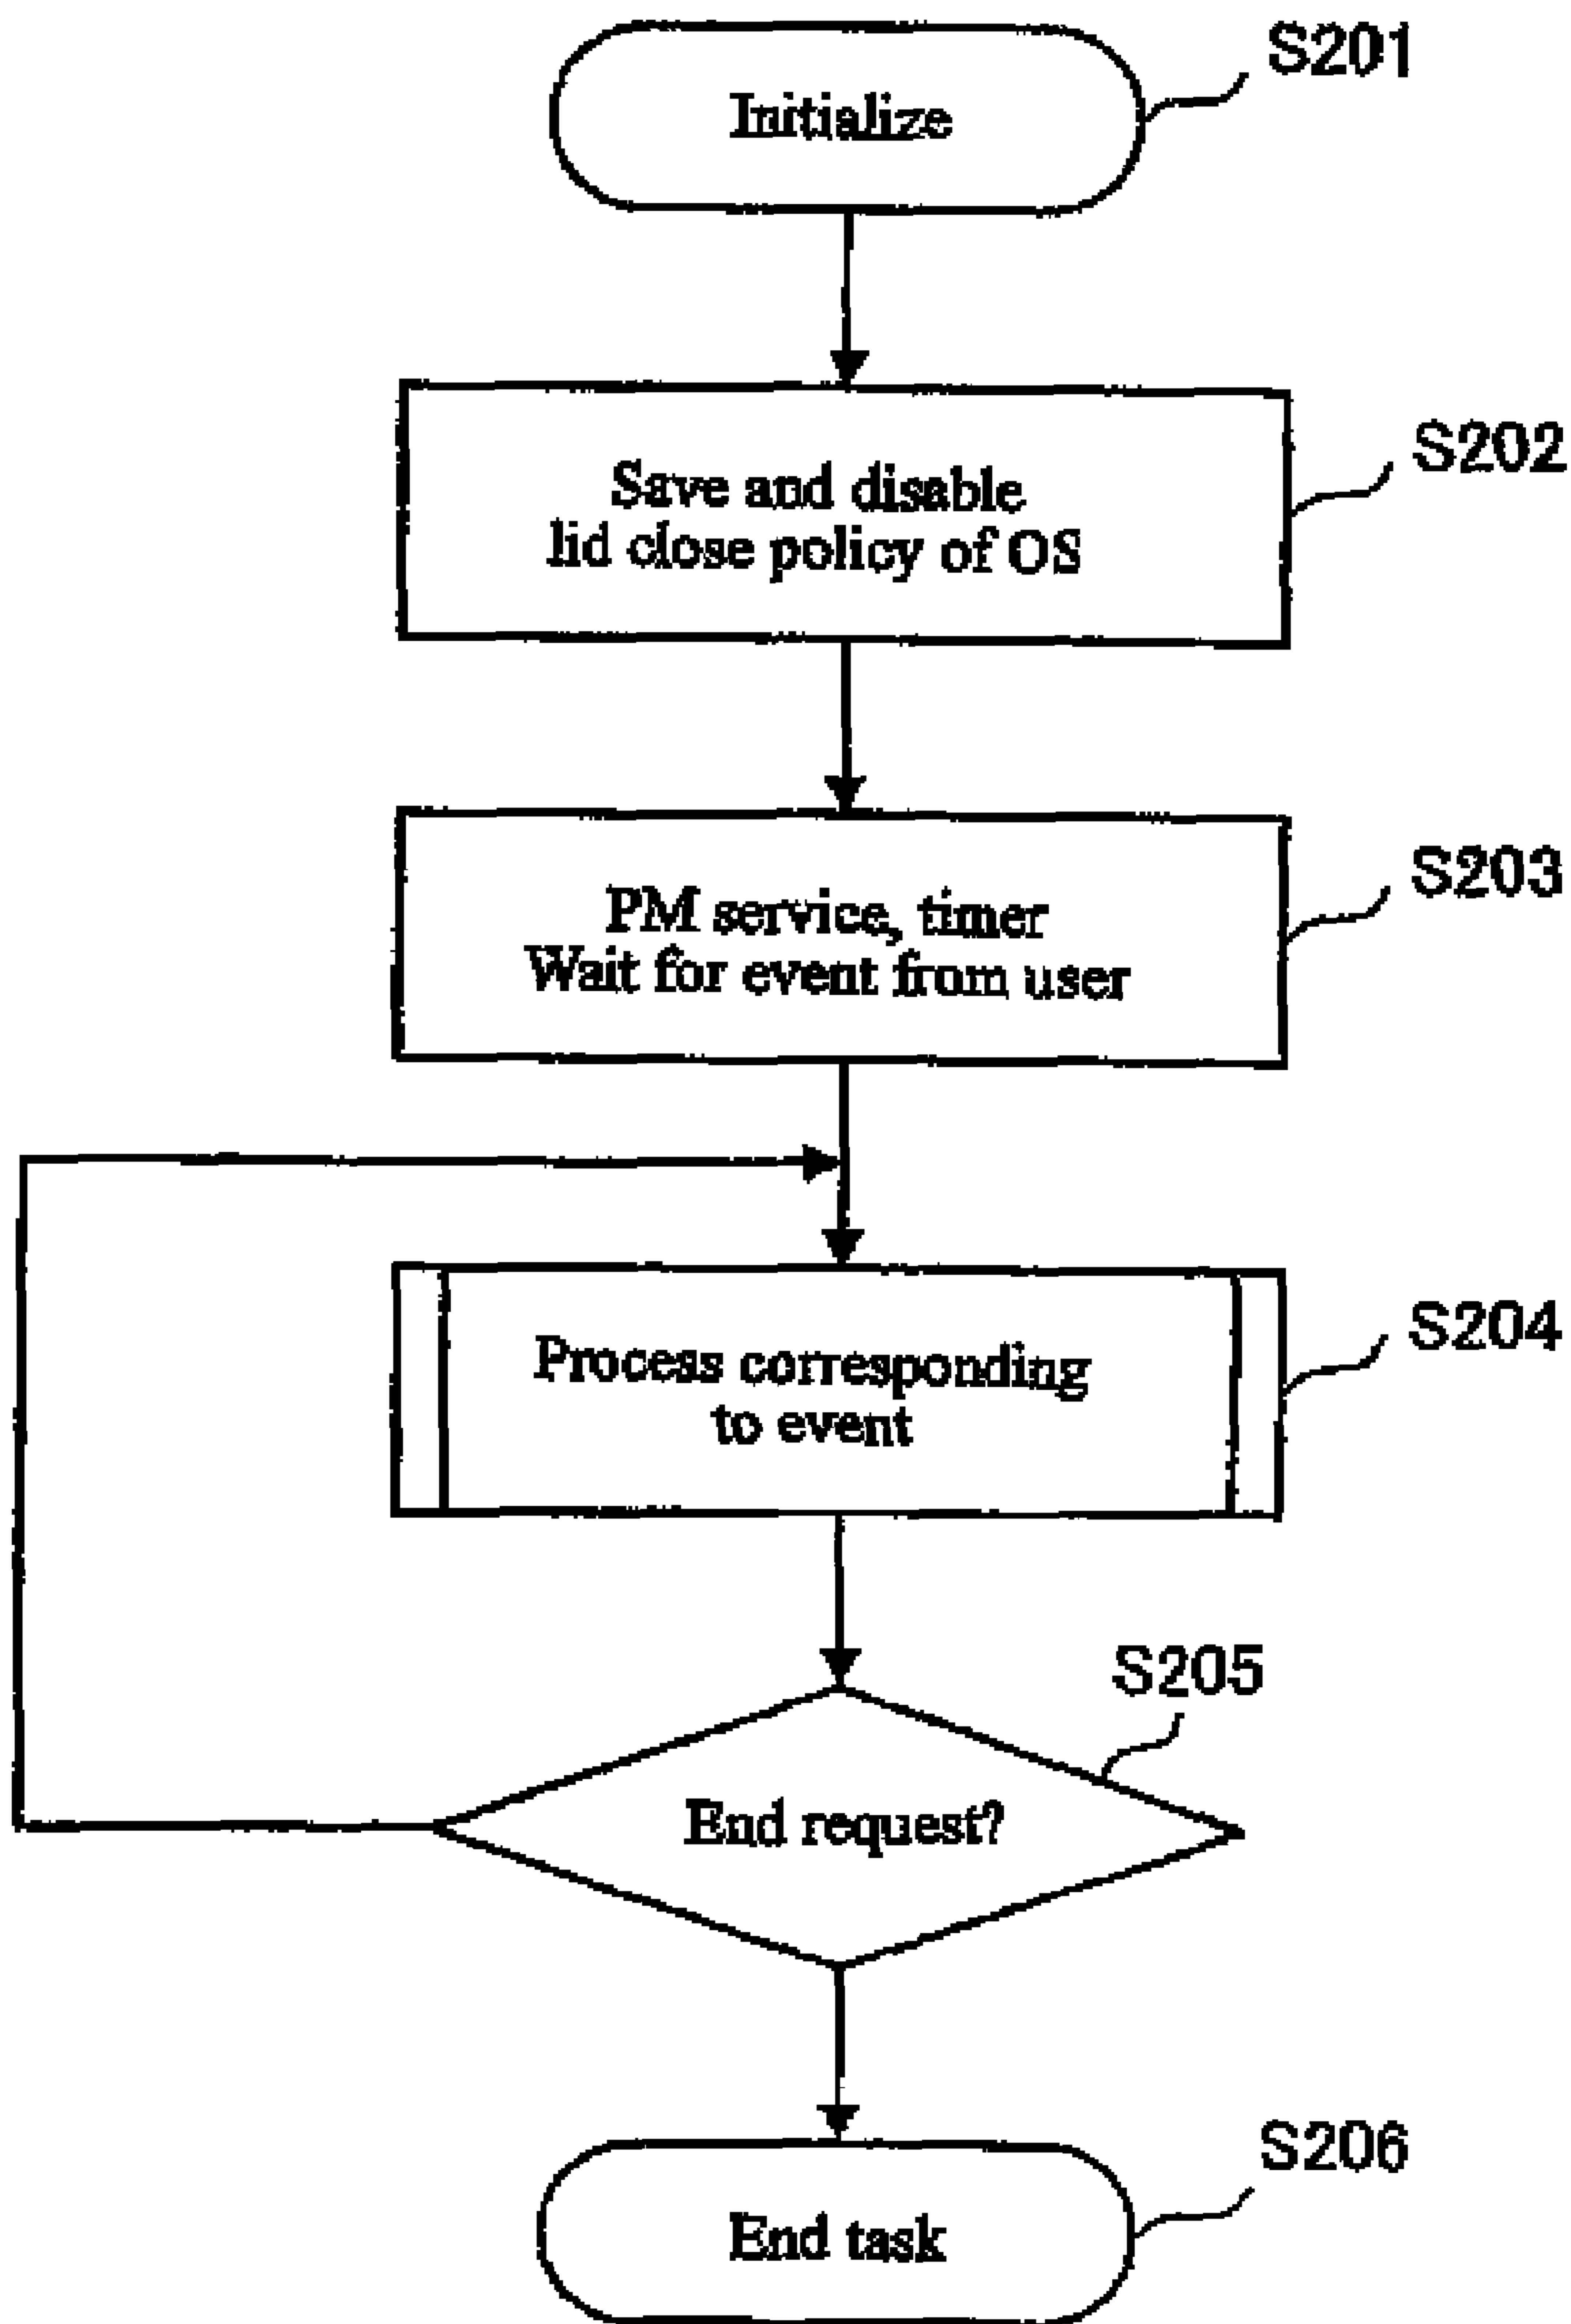 S201
Initialize
S202
Save and disable
lid close policy of OS
S203
PM service, timer
Wait for event from user
S204
Process corresponding
to event
S205
End request?
S206
End task